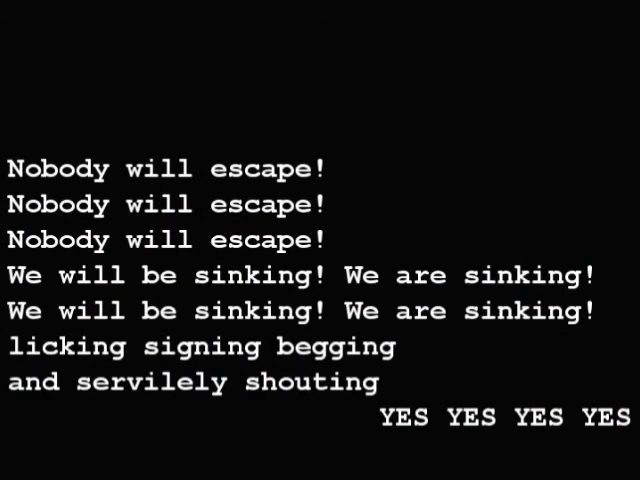 Nobody will escape!
Nobody will escape!
Nobody will escape!
We will be sinking! We are sinking!
We will be sinking! We are sinking!
licking signing begging
and servilely shouting
YES YES YES YES